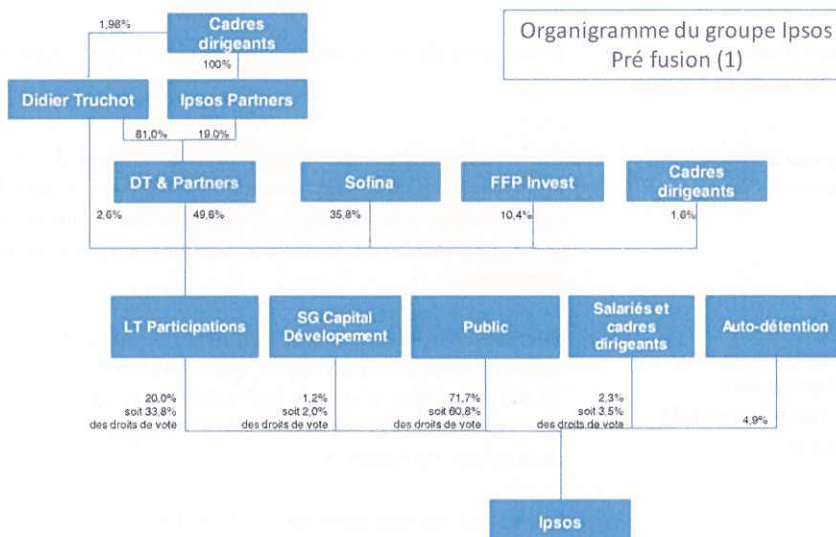 Organigramme du groupe Ipsos
Pré fusion (1)
1,98%
Cadres
dirigeants
100%
Didier Truchot
Ipsos Partners
81,0%
19,0%
DT & Partners
Sofina
FFP Invest
Cadres
dirigeants
2,6%
49,6%
35,8%
10,4%
1,6%
LT Participations
SG Capital
Dévelopement
Public
Salariés et
cadres
dirigeants
Auto-détention
20,0%
soit 33,8%
des droits de vote
1,2%
soit 2,0%
des droits de vote
71,7%
soit 60,8%
des droits de vote
2,3%
soit 3,5%
des droits de vote
4,9%
Ipsos